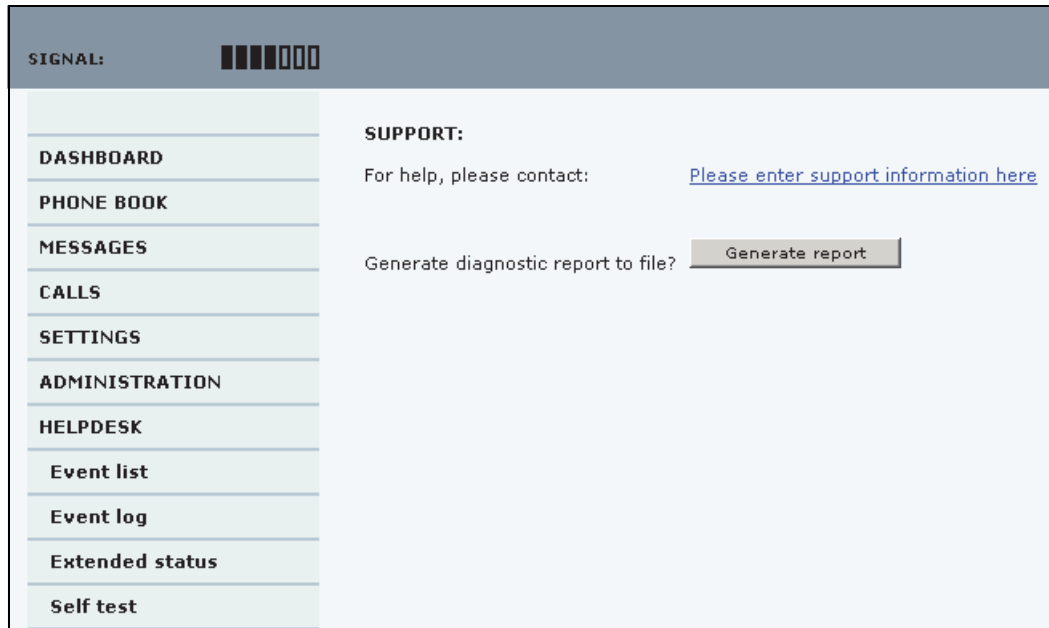 SIGNAL:
SUPPORT:
For help, please contact: Please enter support information here
Generate diagnostic report to file? Generate report
DASHBOARD
PHONE BOOK
MESSAGES
CALLS
SETTINGS
ADMINISTRATION
HELPDESK
Event list
Event log
Extended status
Self test